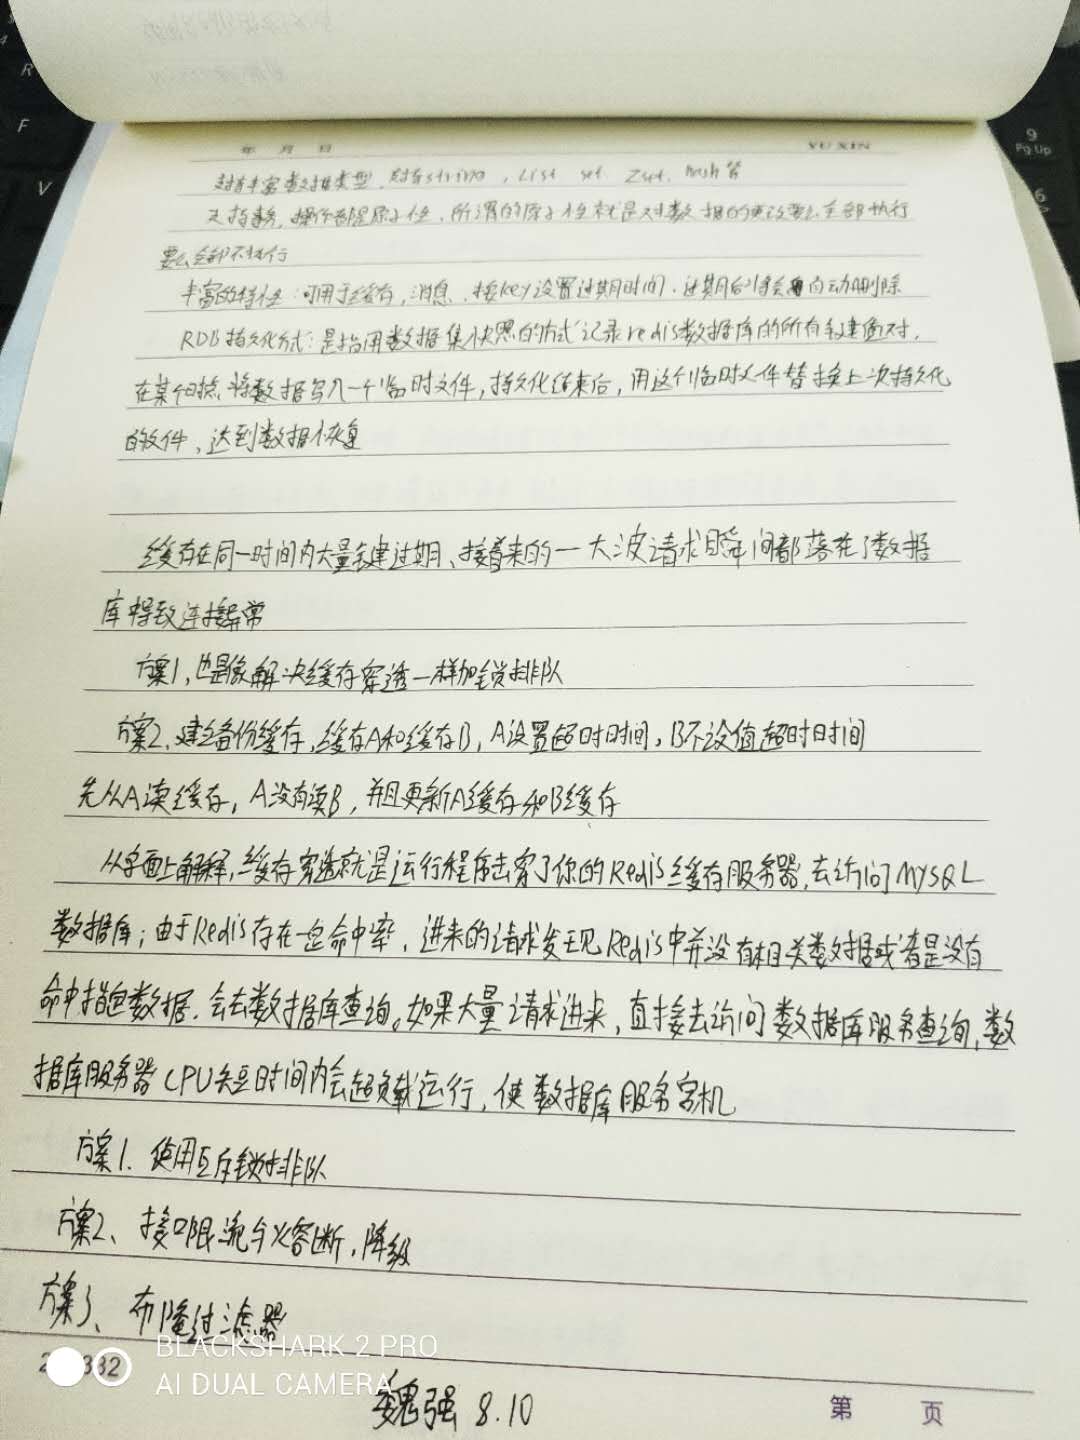 年 月 日 YU XIN
支持丰富数据类型,支持string,List set Zset, hash等
支持事务,操作都是原子性,所谓的原子性就是对数据的更改要么全部执行
要么全部不执行
丰富的特性:可用于缓存,消息,按key设置过期时间,过期后将会自动删除
RDB持久化方式:是指用数据集快照的方式记录redis数据库的所有键值对,
在某个时点将数据写入一个临时文件,持久化结束后,用这个临时文件替换上次持久化
的文件,达到数据恢复
缓存在同一时间内大量键过期,接着来的一大波请求瞬间都落在了数据
库中导致连接异常
方案1,也是像解决缓存穿透一样加锁排队
方案2,建立备份缓存,缓存A和缓存B,A设置超时时间,B不设值超时时间
先从A读缓存,A没有读B,并且更新A缓存和B缓存
从字面上解释,缓存穿透就是运行程序击穿了你的Redis缓存服务器,去访问MYSQL
数据库;由于Redis存在一定命中率,进来的请求发现Redis中并没有相关数据或者是没有
命中指定数据.会去数据库查询。如果大量请求进来,直接去访问数据库服务查询,数
据库服务器CPU短时间内会超负载运行,使数据库服务宕机
方案1.使用互斥锁排队
方案2、接口限流与熔断,降级
方案3、布隆过滤器
BLACKSHARK 2 PRO
AI DUAL CAMERA
魏强 8.10
第 页